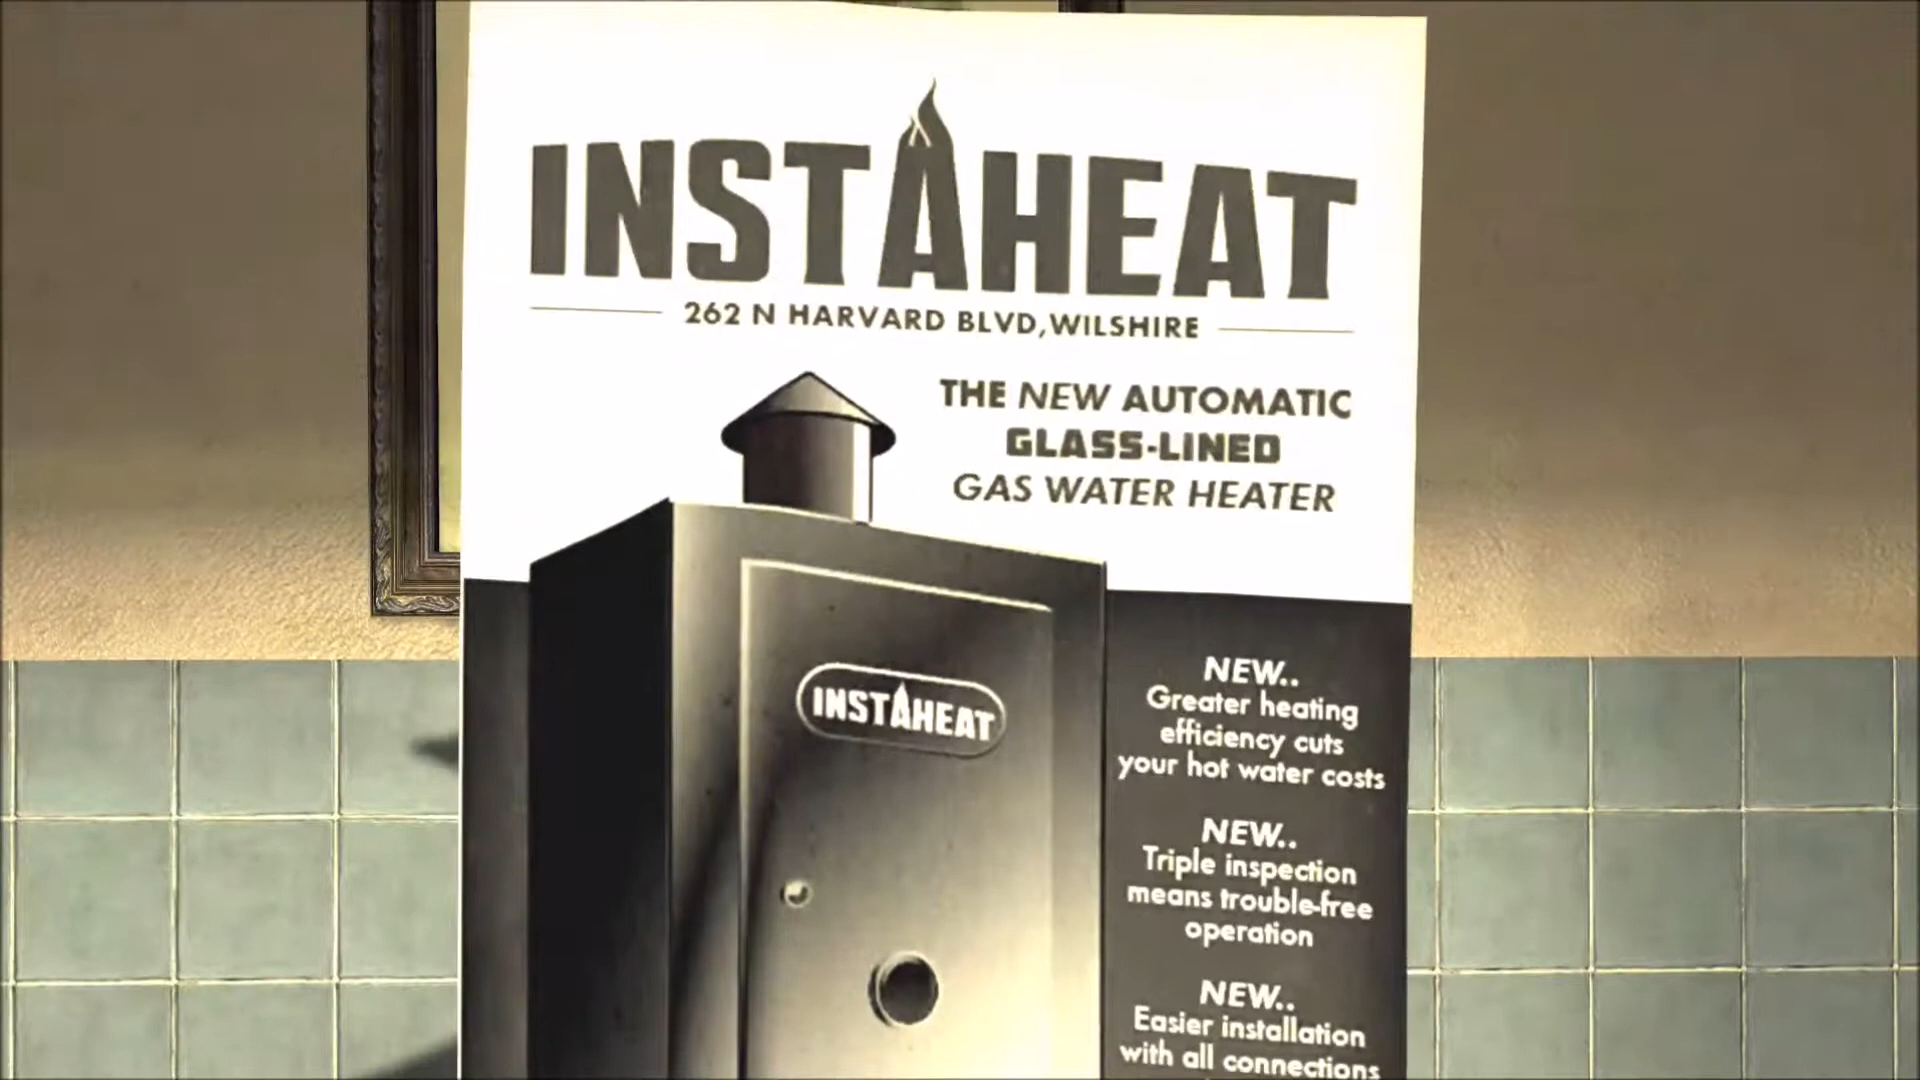 INSTAHEAT
262 N HARVARD BLVD, WILSHIRE
THE NEW AUTOMATIC
GLASS-LINED
GAS WATER HEATER
INSTAHEAT
NEW..
Greater heating
efficiency cuts
your hot water costs
NEW..
Triple inspection
means trouble-free
operation
NEW..
Easier installation
with all connections